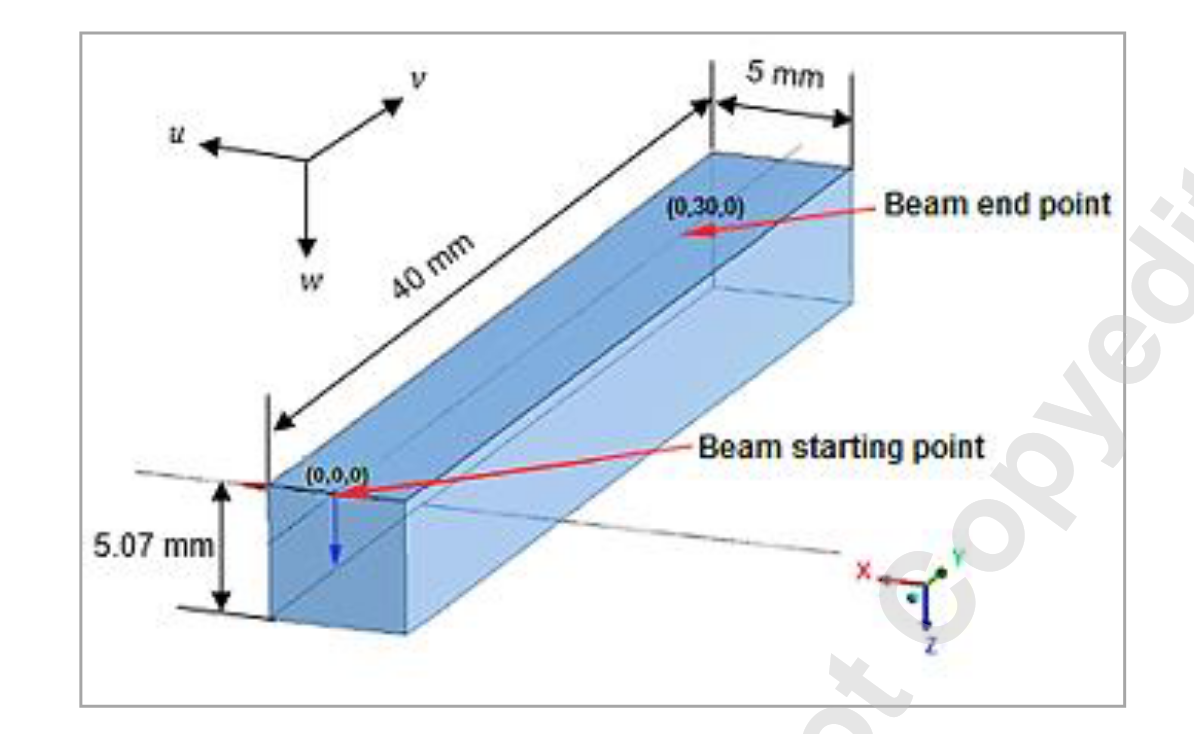 v
5 mm
u
(0,30,0)
Beam end point
40 mm
w
Beam starting point
(0,0,0)
5.07 mm
X
Y
Z
ot Copyedit